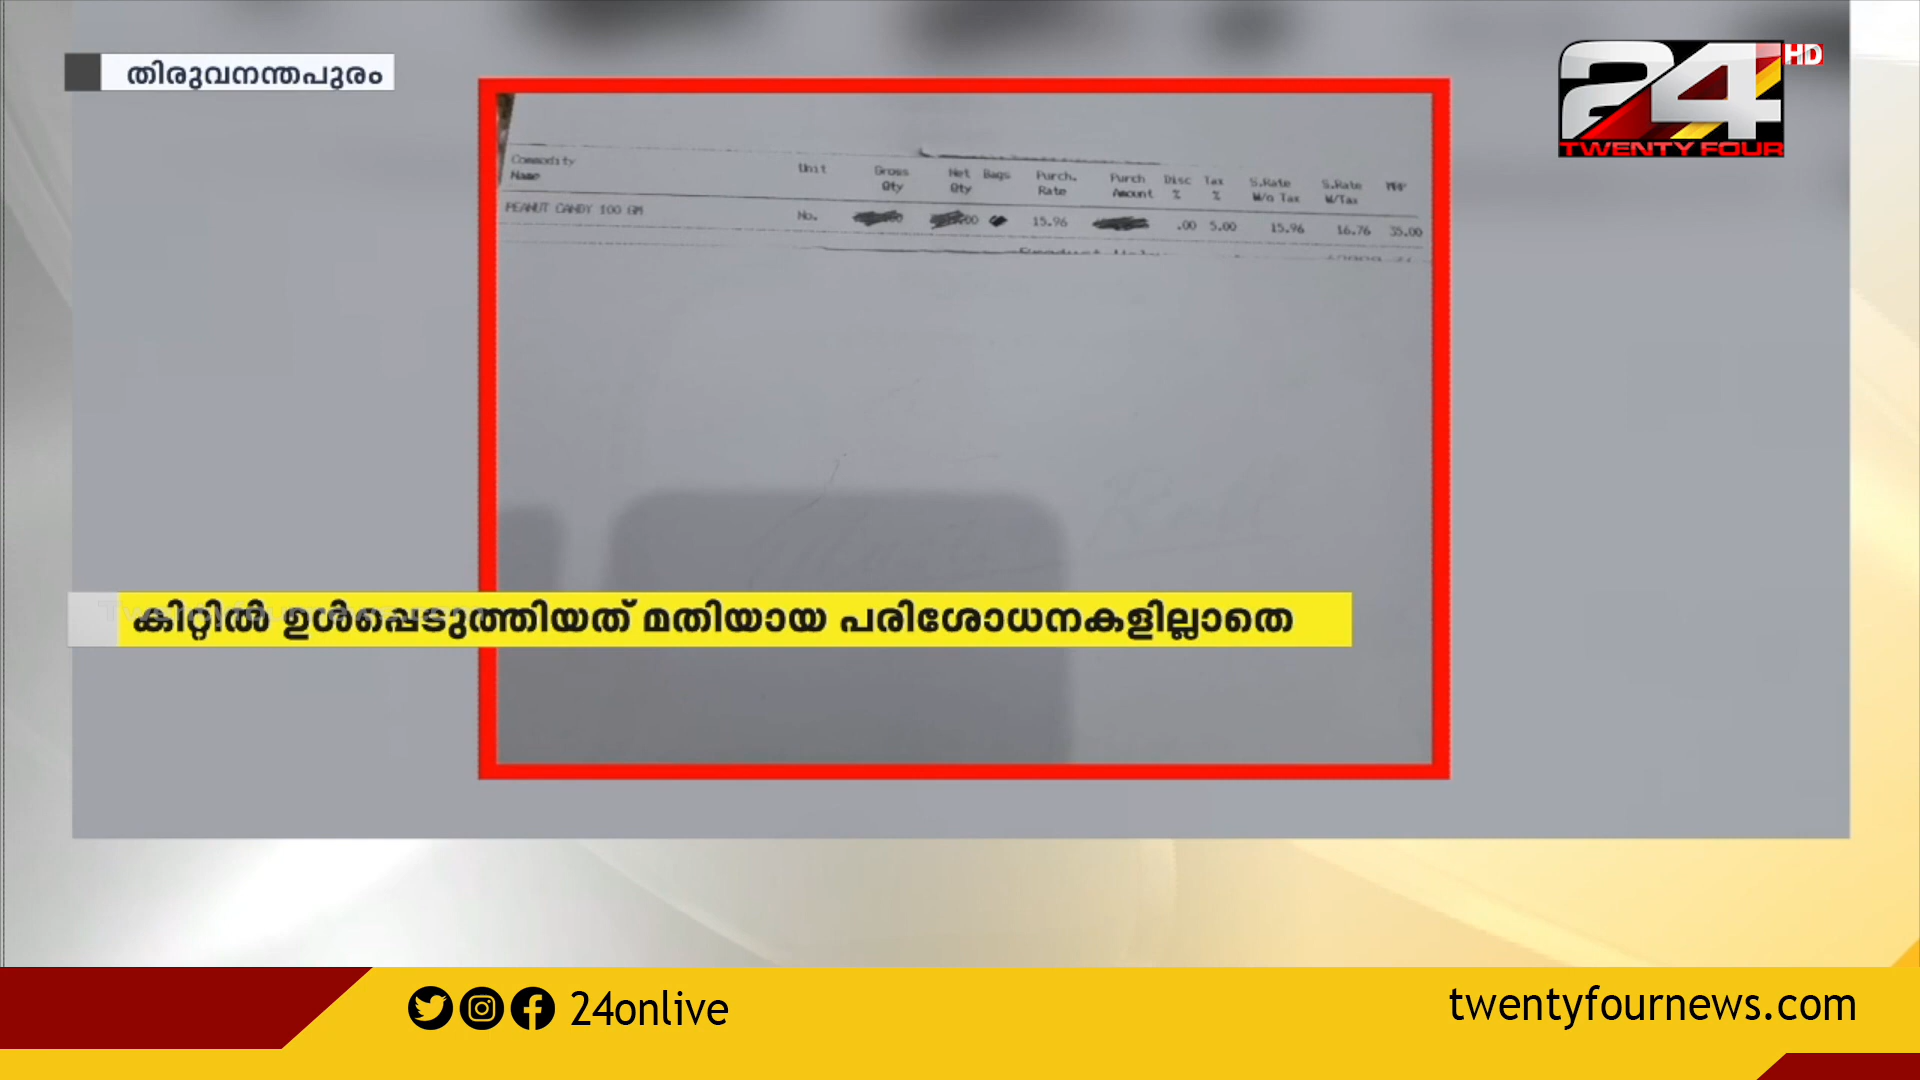 തിരുവനന്തപുരം
24 HD
TWENTY FOUR
Commodity Name Unit Gross Qty Net Qty Bags Purch. Rate Purch Amount Disc % Tax % S.Rate W/o Tax S.Rate W/Tax MRP
PEANUT CANDY 100 GM No. 15.96 .00 5.00 15.96 16.76 35.00
കിറ്റിൽ ഉൾപ്പെടുത്തിയത് മതിയായ പരിശോധനകളില്ലാതെ
24onlive
twentyfournews.com